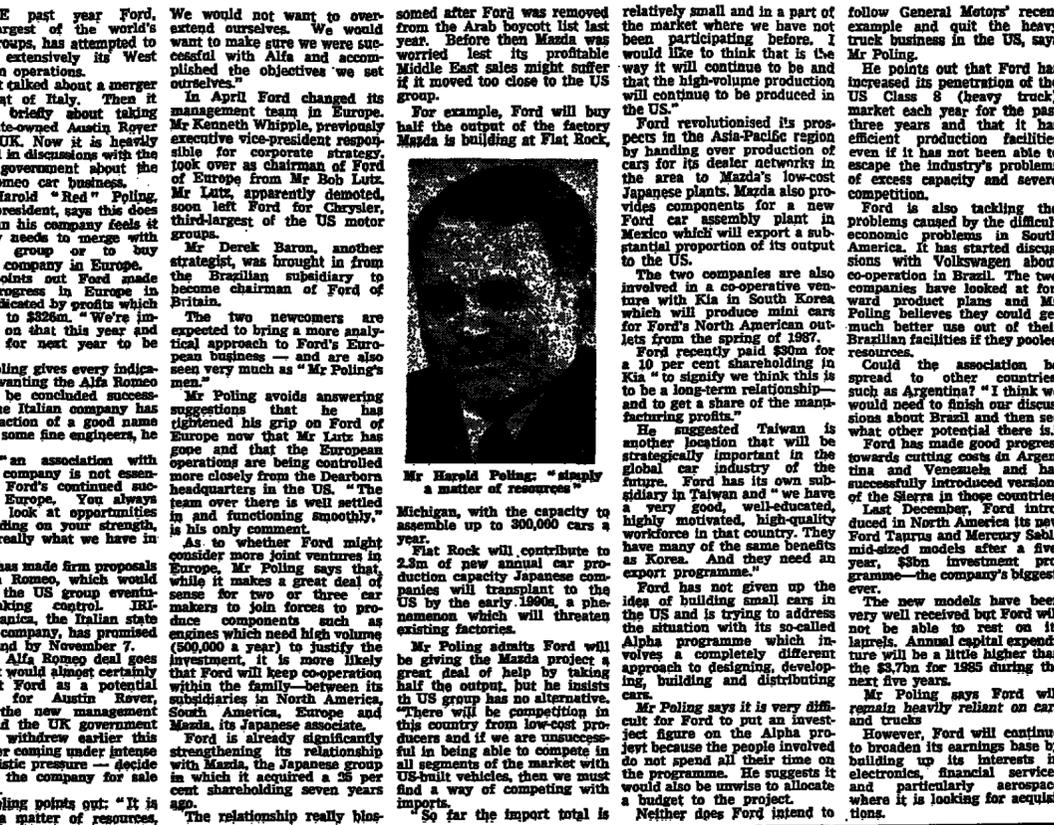 E past year Ford,
argest of the world's
roups, has attempted to
extensively its West
n operations.
t talked about a merger
at of Italy. Then it
briefly about taking
te-owned Austin Rover
UK. Now it is heavily
l in discussions with the
government about the
omeo car business.
Harold "Red" Poling,
president, says this does
n his company feels it
y needs to merge with
group or to buy
company in Europe.
oints out Ford made
rogress in Europe in
dicated by profits which
to $326m. "We're im-
on that this year and
for next year to be
ling gives every indica-
wanting the Alfa Romeo
be concluded success-
he Italian company has
action of a good name
some fine engineers, he
"an association with
company is not essen-
Ford's continued suc-
Europe. You always
look at opportunities
ding on your strength,
really what we have in
has made firm proposals
Romeo, which would
the US group eventu-
king control. IRI-
anica, the Italian state
company, has promised
nd by November 7.
Alfa Romeo deal goes
t would almost certainly
t Ford as a potential
for Austin Rover,
the new management
d the UK government
withdrew earlier this
er coming under intense
istic pressure — decide
the company for sale
ling points out: "It is
a matter of resources,
We would not want to over-
extend ourselves. We would
want to make sure we were suc-
cessful with Alfa and accom-
plished the objectives we set
ourselves."
In April Ford changed its
management team in Europe.
Mr Kenneth Whipple, previously
executive vice-president respon-
sible for corporate strategy,
took over as chairman of Ford
of Europe from Mr Bob Lutz.
Mr Lutz, apparently demoted,
soon left Ford for Chrysler,
third-largest of the US motor
groups.
Mr Derek Baron, another
strategist, was brought in from
the Brazilian subsidiary to
become chairman of Ford of
Britain.
The two newcomers are
expected to bring a more analy-
tical approach to Ford's Euro-
pean business — and are also
seen very much as "Mr Poling's
men."
Mr Poling avoids answering
suggestions that he has
tightened his grip on Ford of
Europe now that Mr Lutz has
gone and that the European
operations are being controlled
more closely from the Dearborn
headquarters in the US. "The
team over there is well settled
in and functioning smoothly,"
is his only comment.
As to whether Ford might
consider more joint ventures in
Europe, Mr Poling says that,
while it makes a great deal of
sense for two or three car
makers to join forces to pro-
duce components such as
engines which need high volume
(500,000 a year) to justify the
investment, it is more likely
that Ford will keep co-operation
within the family—between its
subsidiaries in North America,
South America, Europe and
Mazda, its Japanese associate.
Ford is already significantly
strengthening its relationship
with Mazda, the Japanese group
in which it acquired a 25 per
cent shareholding seven years
ago.
The relationship really blos-
somed after Ford was removed
from the Arab boycott list last
year. Before then Mazda was
worried lest its profitable
Middle East sales might suffer
if it moved too close to the US
group.
For example, Ford will buy
half the output of the factory
Mazda is building at Flat Rock,
Mr Harold Poling: "simply
a matter of resources"
Michigan, with the capacity to
assemble up to 300,000 cars a
year.
Flat Rock will contribute to
2.3m of new annual car pro-
duction capacity Japanese com-
panies will transplant to the
US by the early 1990s, a phe-
nemenon which will threaten
existing factories.
Mr Poling admits Ford will
be giving the Mazda project a
great deal of help by taking
half the output, but he insists
th US group has no alternative.
"There will be competition in
this country from low-cost pro
ducers and if we are unsuccess-
ful in being able to compete in
all segments of the market with
US-built vehicles, then we must
find a way of competing with
imports.
"So far the import total is
relatively small and in a part of
the market where we have not
been participating before. I
would like to think that is the
way it will continue to be and
that the high-volume production
will continue to be produced in
the US."
Ford revolutionised its pros-
pects in the Asia-Pacific region
by handing over production of
cars for its dealer networks in
the area to Mazda's low-cost
Japanese plants. Mazda also pro-
vides components for a new
Ford car assembly plant in
Mexico which will export a sub-
stantial proportion of its output
to the US.
The two companies are also
involved in a co-operative ven-
ture with Kia in South Korea
which will produce mini cars
for Ford's North American out-
lets from the spring of 1987.
Ford recently paid $30m for
a 10 per cent shareholding in
Kia "to signify we think this is
to be a long-term relationship—
and to get a share of the manu-
facturing profits."
He suggested Taiwan is
another location that will be
strategically important in the
global car industry of the
future. Ford has its own sub-
sidiary in Taiwan and "we have
a very good, well-educated,
highly motivated, high-quality
workforce in that country. They
have many of the same benefits
as Korea. And they need an
export programme."
Ford has not given up the
idea of building small cars in
the US and is trying to address
the situation with its so-called
Alpha programme which in-
volves a completely different
approach to designing, develop-
ing, building and distributing
cars.
Mr Poling says it is very diffi-
cult for Ford to put an invest-
ject figure on the Alpha pro-
jevt because the people involved
do not spend all their time on
the programme. He suggests it
would also be unwise to allocate
a budget to the project.
Neither does Ford intend to
follow General Motors' recen
example and quit the heavy
truck business in the US, say
Mr Poling.
He points out that Ford ha
increased its penetration of the
US Class 8 (heavy truck
market each year for the pas
three years and that it ha
efficient production facilitie
even if it has not been able to
escape the industry's problem
of excess capacity and severe
competition.
Ford is also tackling the
problems caused by the difficul
economic problems in South
America. It has started discus
sions with Volkswagen about
co-operation in Brazil. The two
companies have looked at for
ward product plans and Mr
Poling believes they could ge
much better use out of thei
Brazilian facilities if they pooled
resources.
Could the association be
spread to other countries
such as Argentina? "I think we
would need to finish our discus
sions about Brazil and then see
what other potential there is.
Ford has made good progres
towards cutting costs in Argen
tina and Venezuela and ha
successfully introduced version
of the Sierra in those countrie
Last December, Ford intro
duced in North America its new
Ford Taurus and Mercury Sabl
mid-sized models after a five
year, $3bn investment pro
gramme—the company's biggest
ever.
The new models have been
very well received but Ford wil
not be able to rest on it
laurels. Annual capital expendi
ture will be a little higher than
the $3.7bn for 1985 during the
next five years.
Mr Poling says Ford will
remain heavily reliant on car
and trucks
However, Ford will continue
to broaden its earnings base by
building up its interests in
electronics, financial service
and particularly aerospace
where it is looking for acquisi
tions.